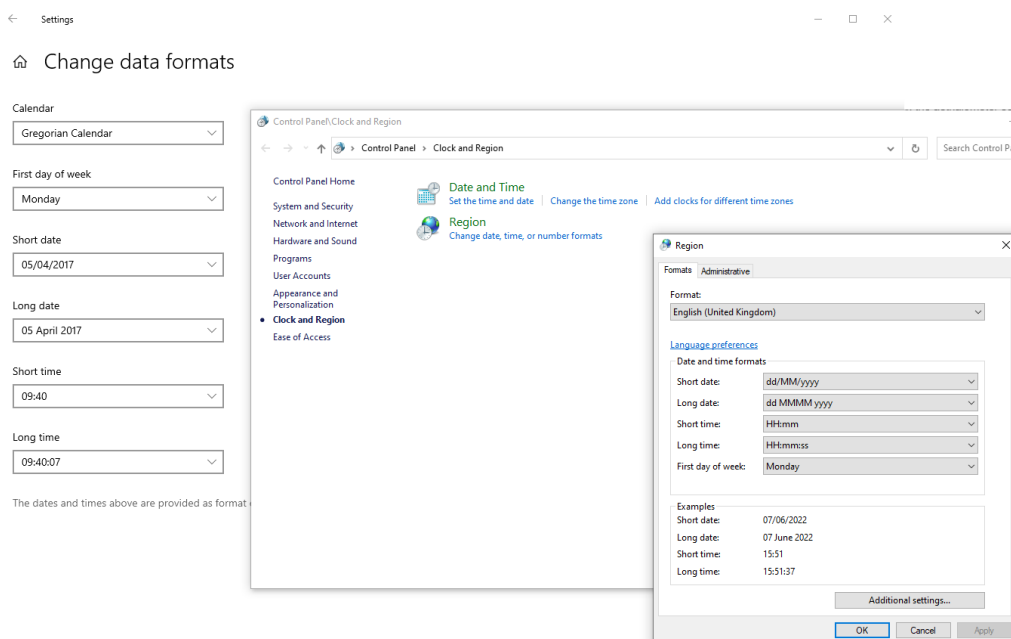 Settings
Change data formats
Calendar
Gregorian Calendar
First day of week
Monday
Short date
05/04/2017
Long date
05 April 2017
Short time
09:40
Long time
09:40:07
The dates and times above are provided as format
Control Panel\Clock and Region
Control Panel > Clock and Region
Search Control
Control Panel Home
System and Security
Network and Internet
Hardware and Sound
Programs
User Accounts
Appearance and
Personalization
Clock and Region
Ease of Access
Date and Time
Set the time and date | Change the time zone | Add clocks for different time zones
Region
Change date, time, or number formats
Region
Formats Administrative
Format:
English (United Kingdom)
Language preferences
Date and time formats
Short date: dd/MM/yyyy
Long date: dd MMMM yyyy
Short time: HH:mm
Long time: HH:mm:ss
First day of week: Monday
Examples
Short date: 07/06/2022
Long date: 07 June 2022
Short time: 15:51
Long time: 15:51:37
Additional settings...
OK Cancel Apply